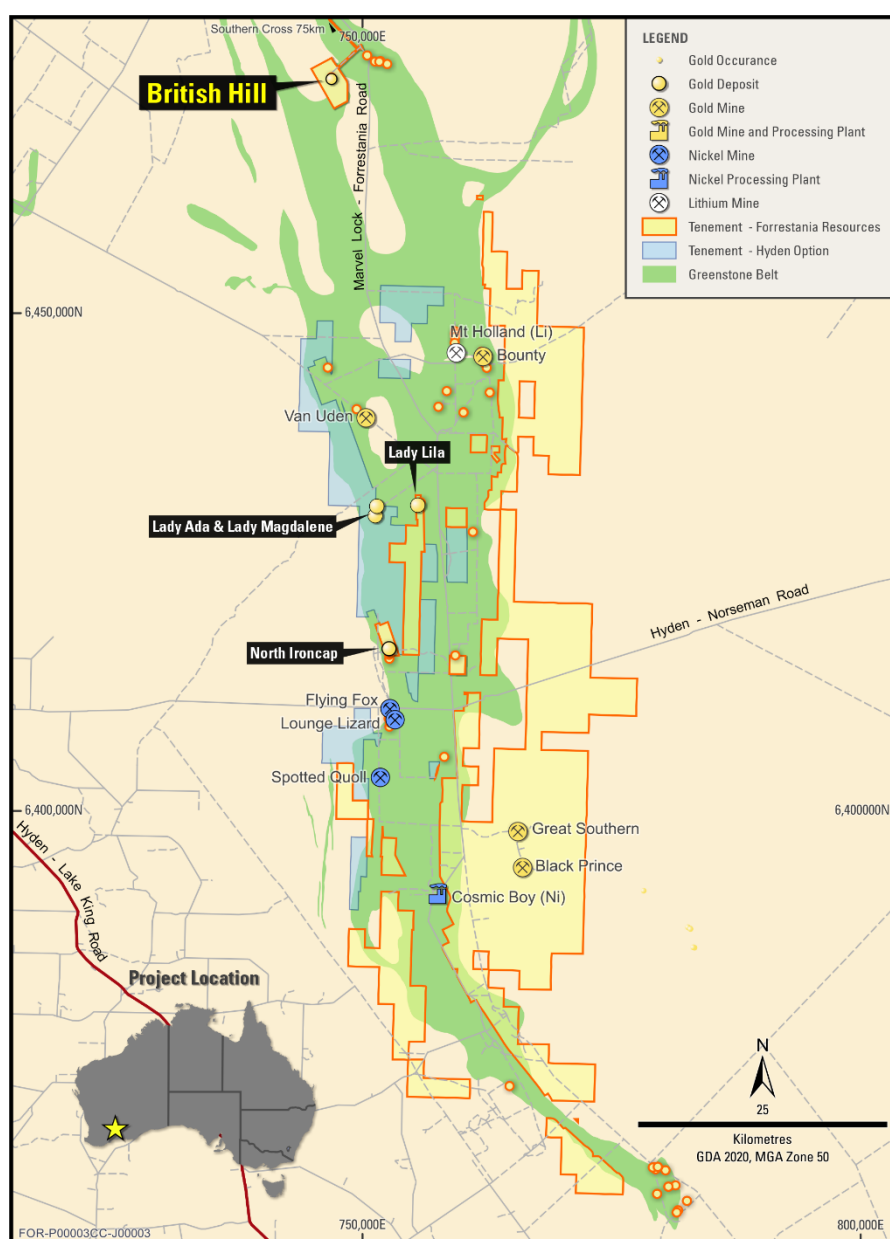 Southern Cross 75km
750,000E
British Hill
Marvel Lock - Forrestania Road
LEGEND
Gold Occurance
Gold Deposit
Gold Mine
Gold Mine and Processing Plant
Nickel Mine
Nickel Processing Plant
Lithium Mine
Tenement - Forrestania Resources
Tenement - Hyden Option
Greenstone Belt
6,450,000N
Mt Holland (Li)
Bounty
Van Uden
Lady Lila
Lady Ada & Lady Magdalene
Hyden - Norseman Road
North Ironcap
Flying Fox
Lounge Lizard
Spotted Quoll
6,400,000N
6,400000N
Great Southern
Black Prince
Hyden - Lake King Road
Cosmic Boy (Ni)
Project Location
N
25
Kilometres
GDA 2020, MGA Zone 50
FOR-P00003CC-J00003
750,000E
800,000E